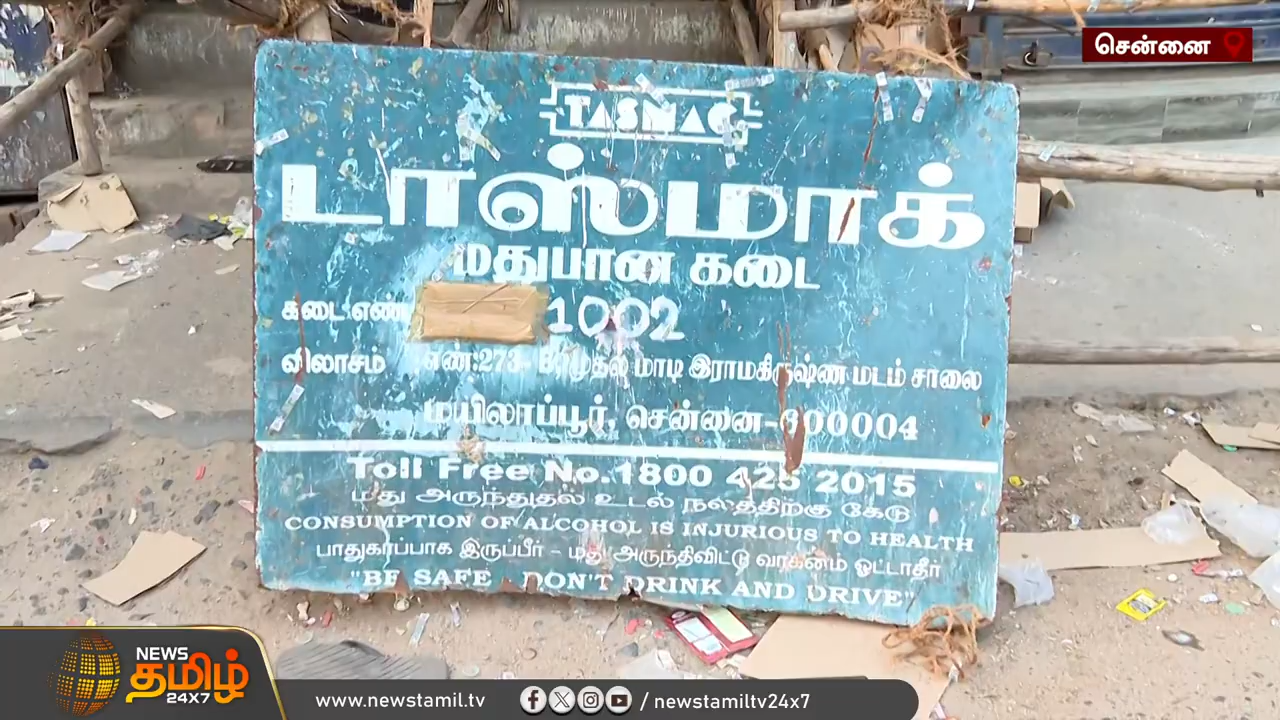 சென்னை
TASMAC
டாஸ்மாக்
மதுபான கடை
கடை எண் 1002
விலாசம் எண்:273- முதல் மாடி இராமகிருஷ்ண மடம் சாலை
மயிலாப்பூர், சென்னை-600004
Toll Free No.1800 425 2015
மது அருந்துதல் உடல் நலத்திற்கு கேடு
CONSUMPTION OF ALCOHOL IS INJURIOUS TO HEALTH
பாதுகாப்பாக இருப்பீர் - மது அருந்திவிட்டு வாகனம் ஓட்டாதீர்
"BE SAFE DON'T DRINK AND DRIVE"
NEWS
தமிழ்
24X7
www.newstamil.tv
/ newstamiltv24x7